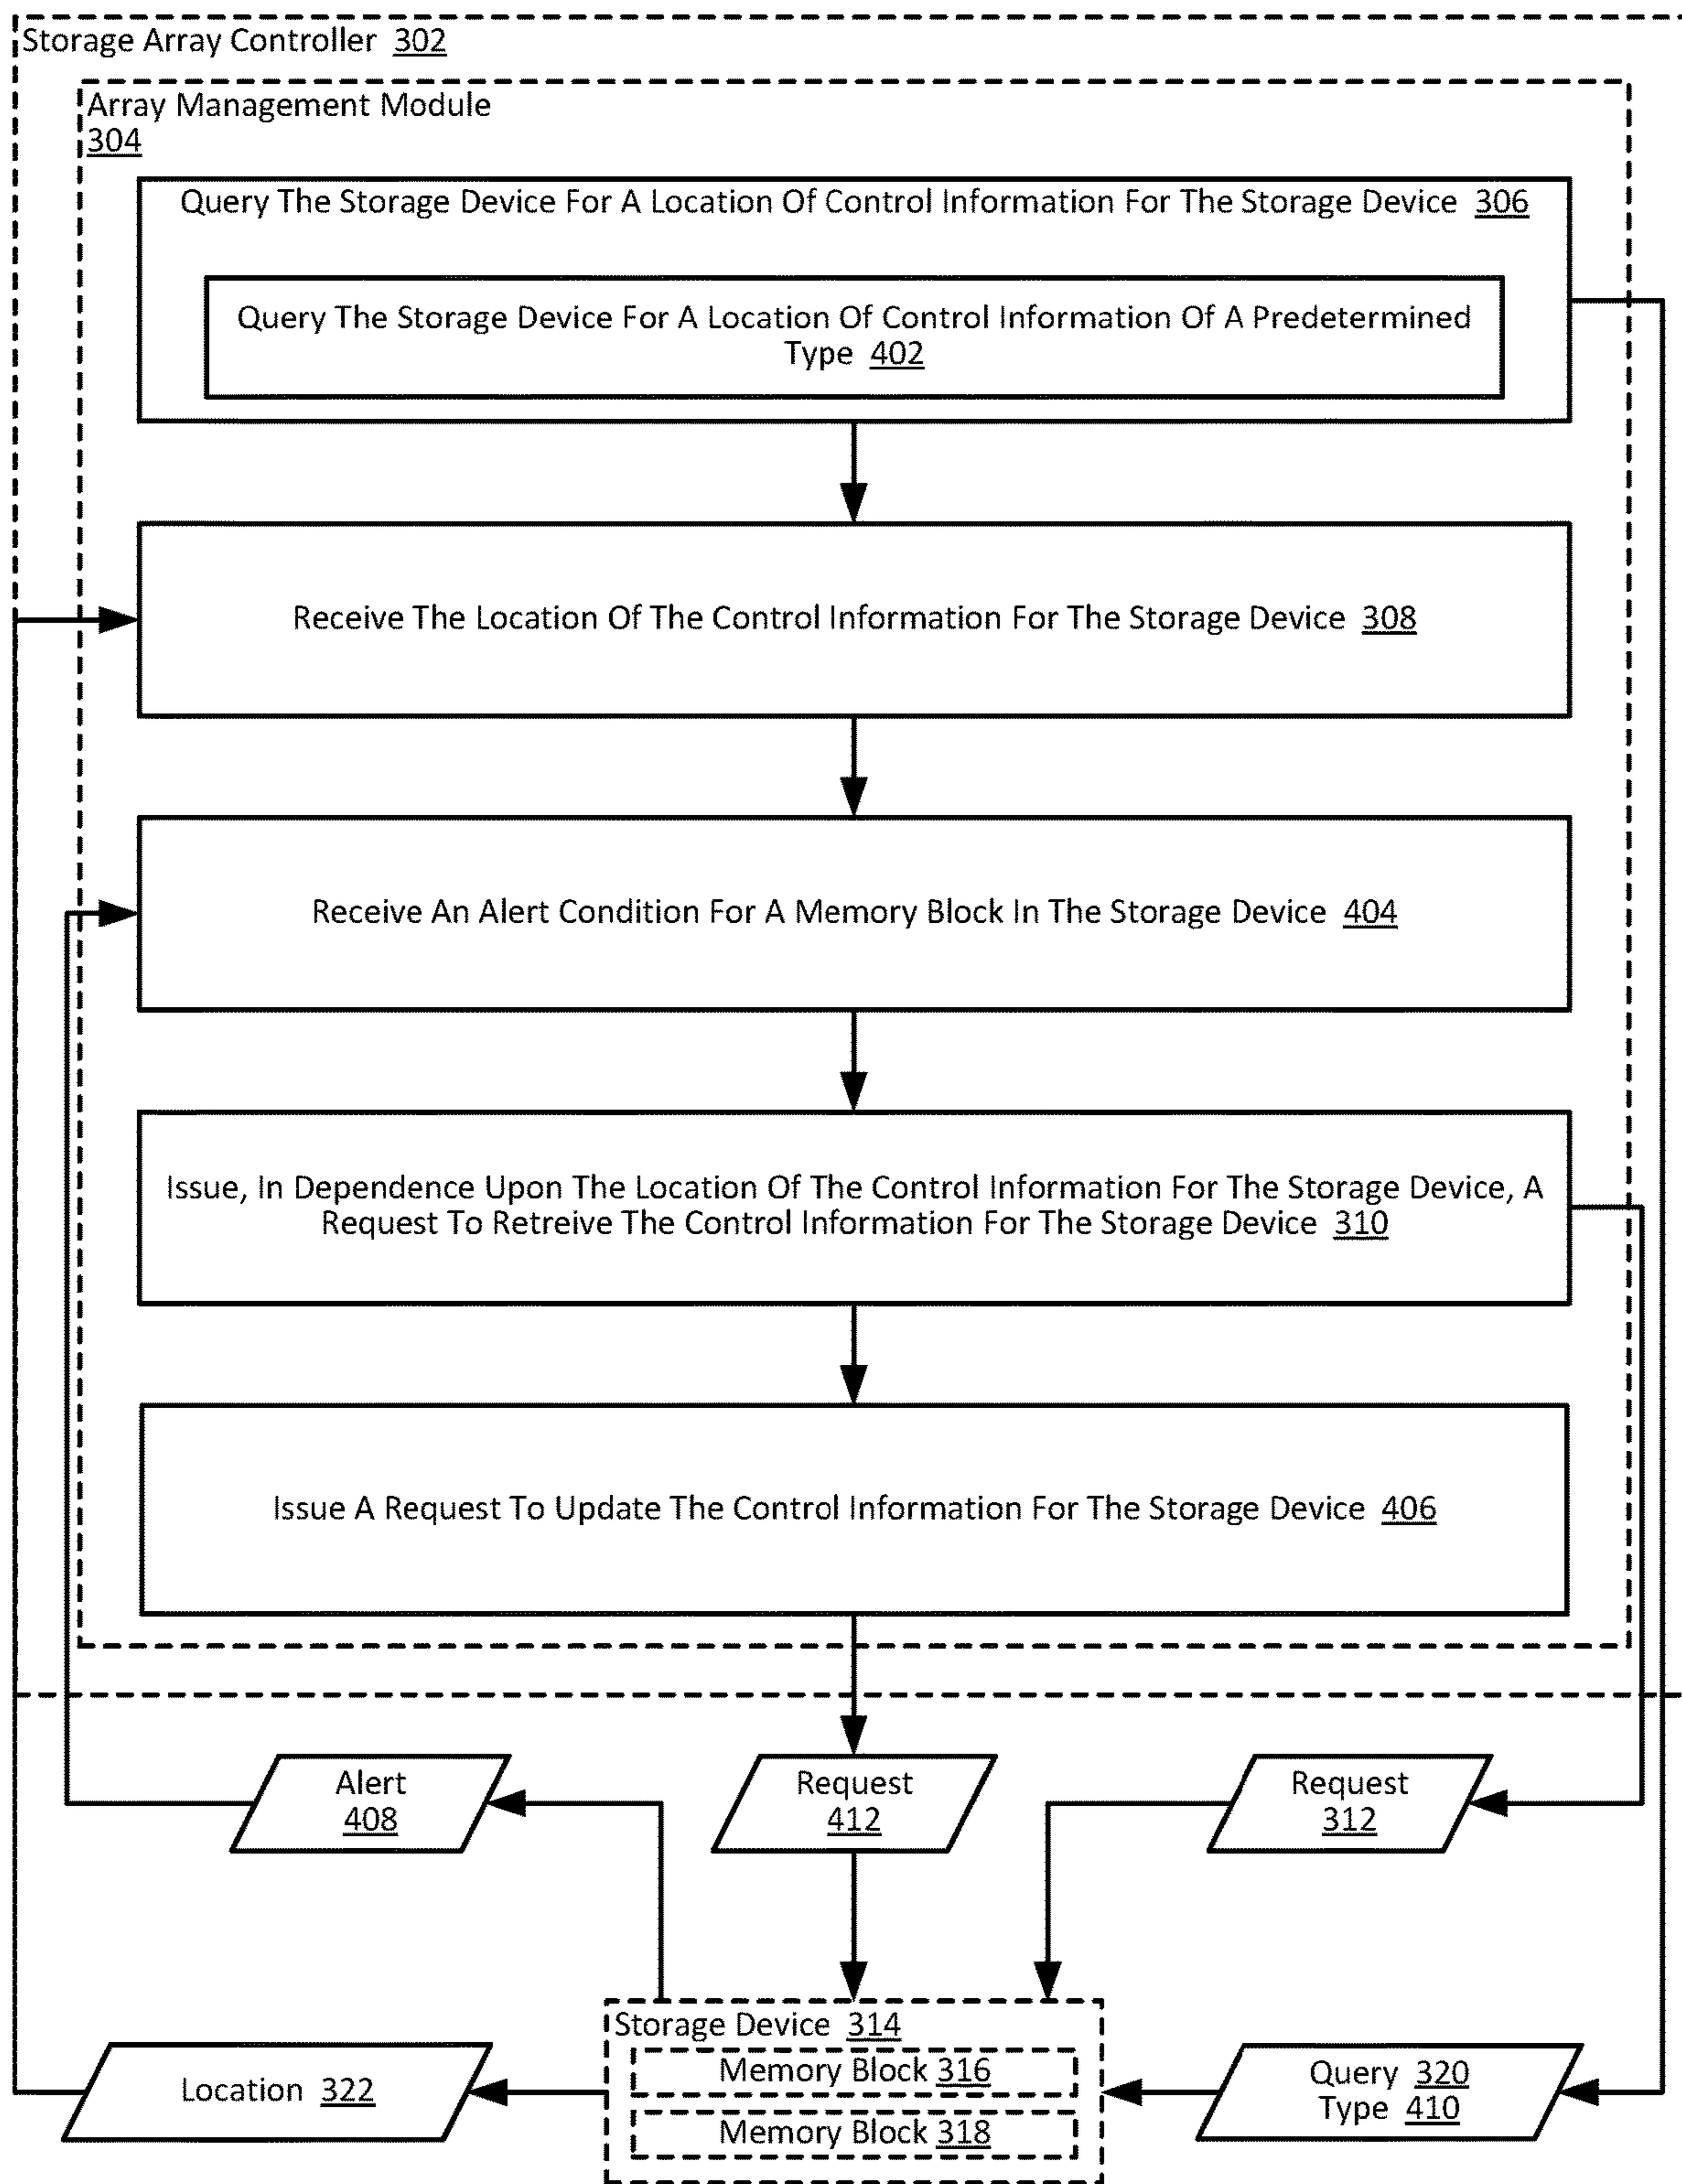 Storage Array Controller 302
Array Management Module
304
Query The Storage Device For A Location Of Control Information For The Storage Device 306
Query The Storage Device For A Location Of Control Information Of A Predetermined
Type 402
Receive The Location Of The Control Information For The Storage Device 308
Receive An Alert Condition For A Memory Block In The Storage Device 404
Issue, In Dependence Upon The Location Of The Control Information For The Storage Device, A
Request To Retreive The Control Information For The Storage Device 310
Issue A Request To Update The Control Information For The Storage Device 406
Alert
408
Request
412
Request
312
Storage Device 314
Memory Block 316
Memory Block 318
Location 322
Query 320
Type 410